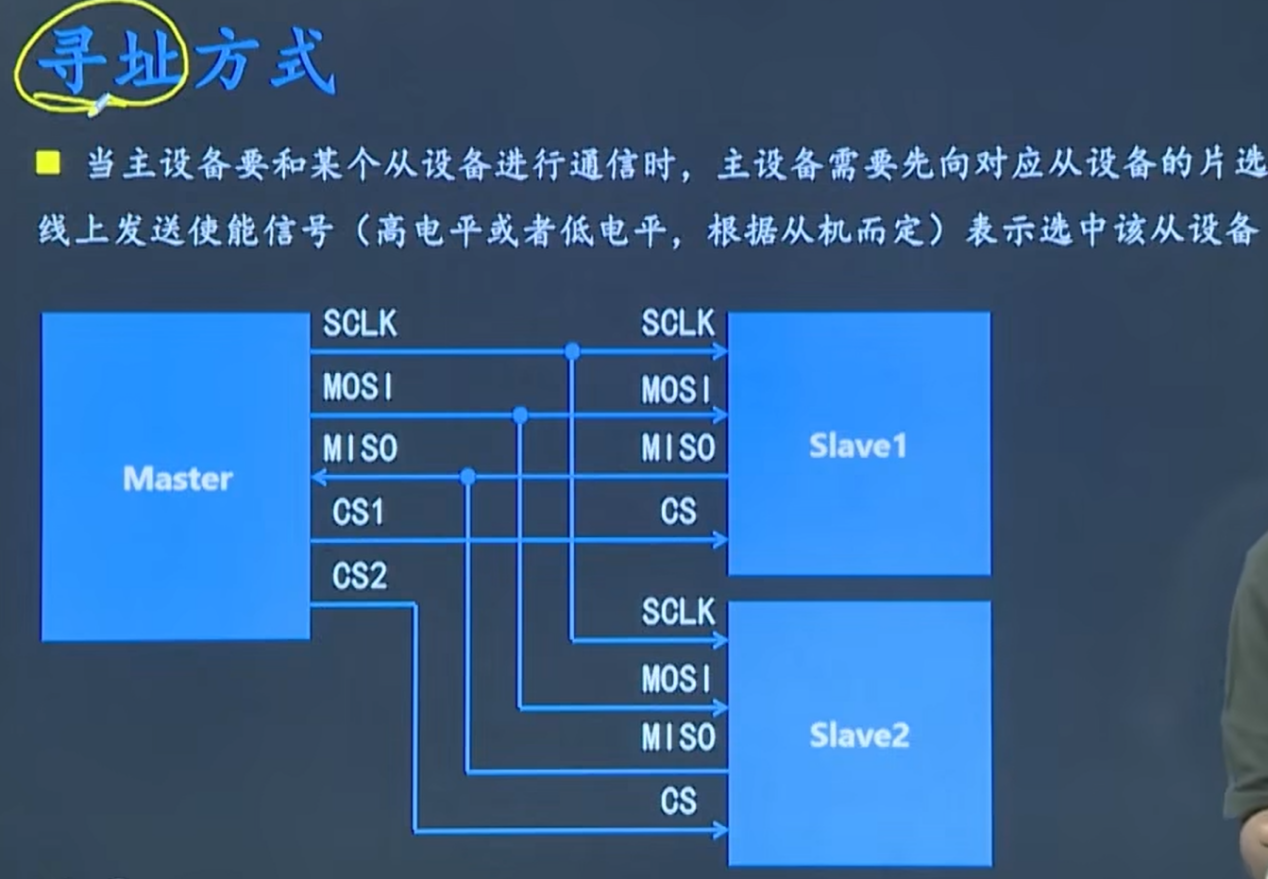 寻址方式
当主设备要和某个从设备进行通信时，主设备需要先向对应从设备的片选
线上发送使能信号（高电平或者低电平，根据从机而定）表示选中该从设备
SCLK SCLK
MOSI MOSI
MISO MISO
Master Slave1
CS1 CS
CS2
SCLK
MOSI
MISO
Slave2
CS